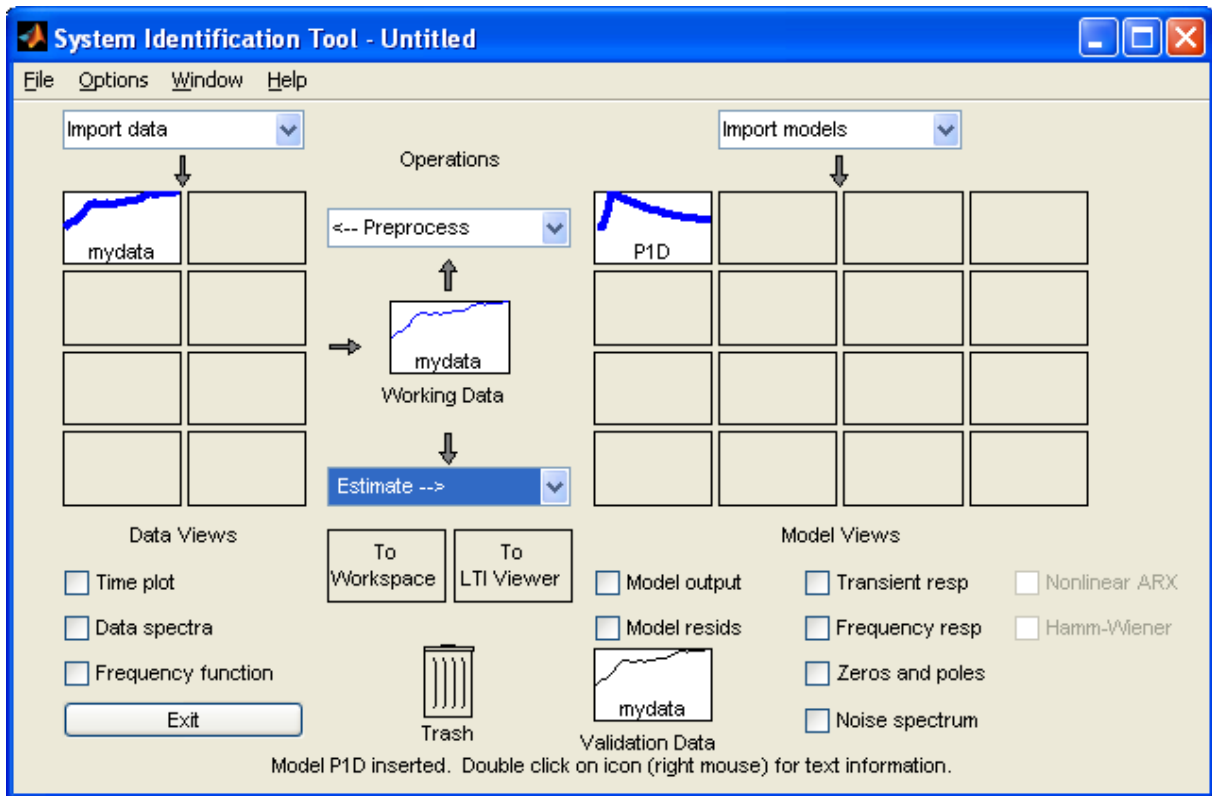 System Identification Tool - Untitled
File Options Window Help
Import data
Import models
Operations
mydata
<-- Preprocess
P1D
mydata
Working Data
Estimate -->
Data Views
Model Views
To Workspace
To LTI Viewer
Time plot
Data spectra
Frequency function
Exit
Trash
Model output
Model resids
mydata
Validation Data
Transient resp
Frequency resp
Zeros and poles
Noise spectrum
Nonlinear ARX
Hamm-Wiener
Model P1D inserted. Double click on icon (right mouse) for text information.